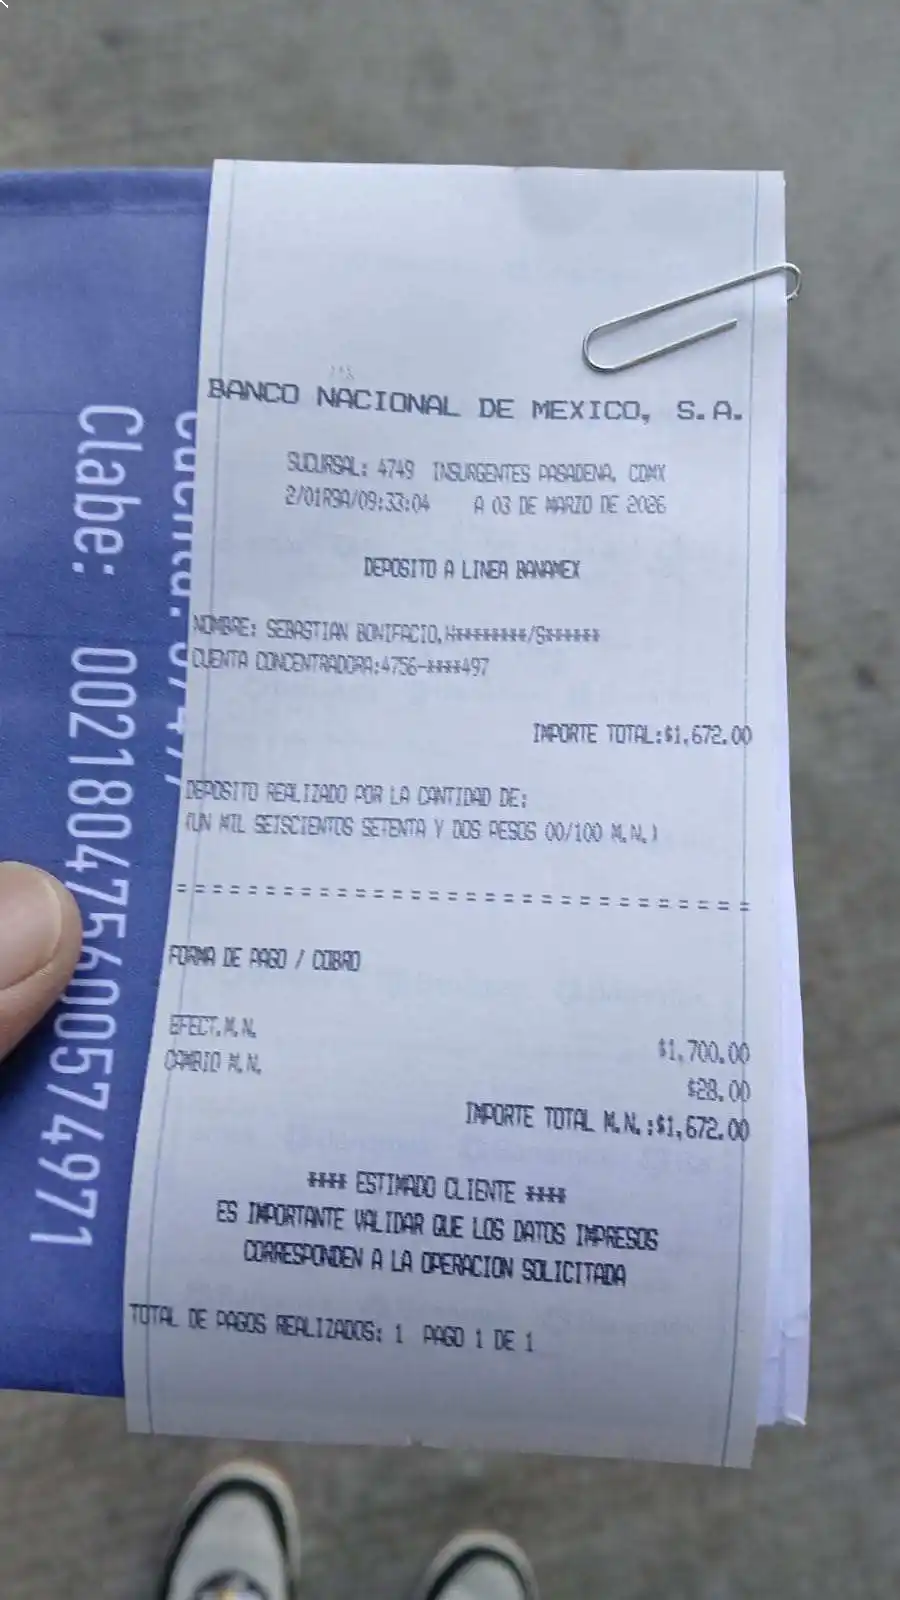 BANCO NACIONAL DE MEXICO, S.A.
SUCURSAL: 4749 INSURGENTES PASADENA, CDMX
2/01RSA/09:33:04 A 03 DE MARZO DE 2026
DEPOSITO A LINEA BANAMEX
NOMBRE: SEBASTIAN BONIFACIO,H********/S******
CUENTA CONCENTRADORA:4756-****497
IMPORTE TOTAL:$1,672.00
DEPOSITO REALIZADO POR LA CANTIDAD DE:
(UN MIL SEISCIENTOS SETENTA Y DOS PESOS 00/100 M.N.)
==============================
FORMA DE PAGO / COBRO
EFECT.M.N. $1,700.00
CAMBIO M.N. $28.00
IMPORTE TOTAL M.N.:$1,672.00
**** ESTIMADO CLIENTE ****
ES IMPORTANTE VALIDAR QUE LOS DATOS IMPRESOS
CORRESPONDEN A LA OPERACION SOLICITADA
TOTAL DE PAGOS REALIZADOS: 1 PAGO 1 DE 1
Clabe: 002180475600574971